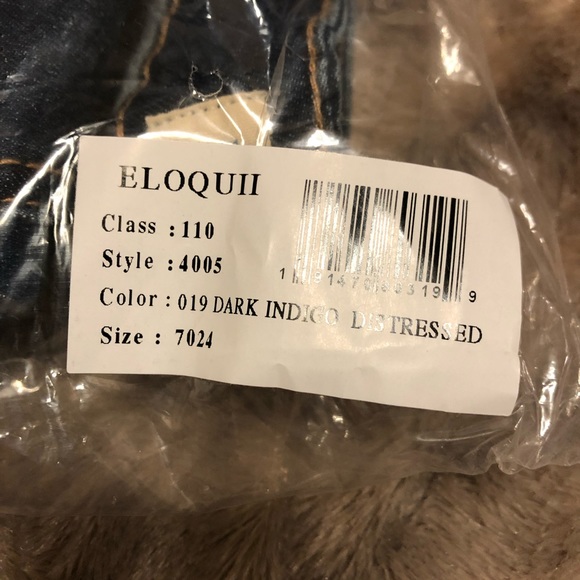 ELOQUII
Class : 110
Style : 4005
Color : 019 DARK INDIGO DISTRESSED
Size : 7024